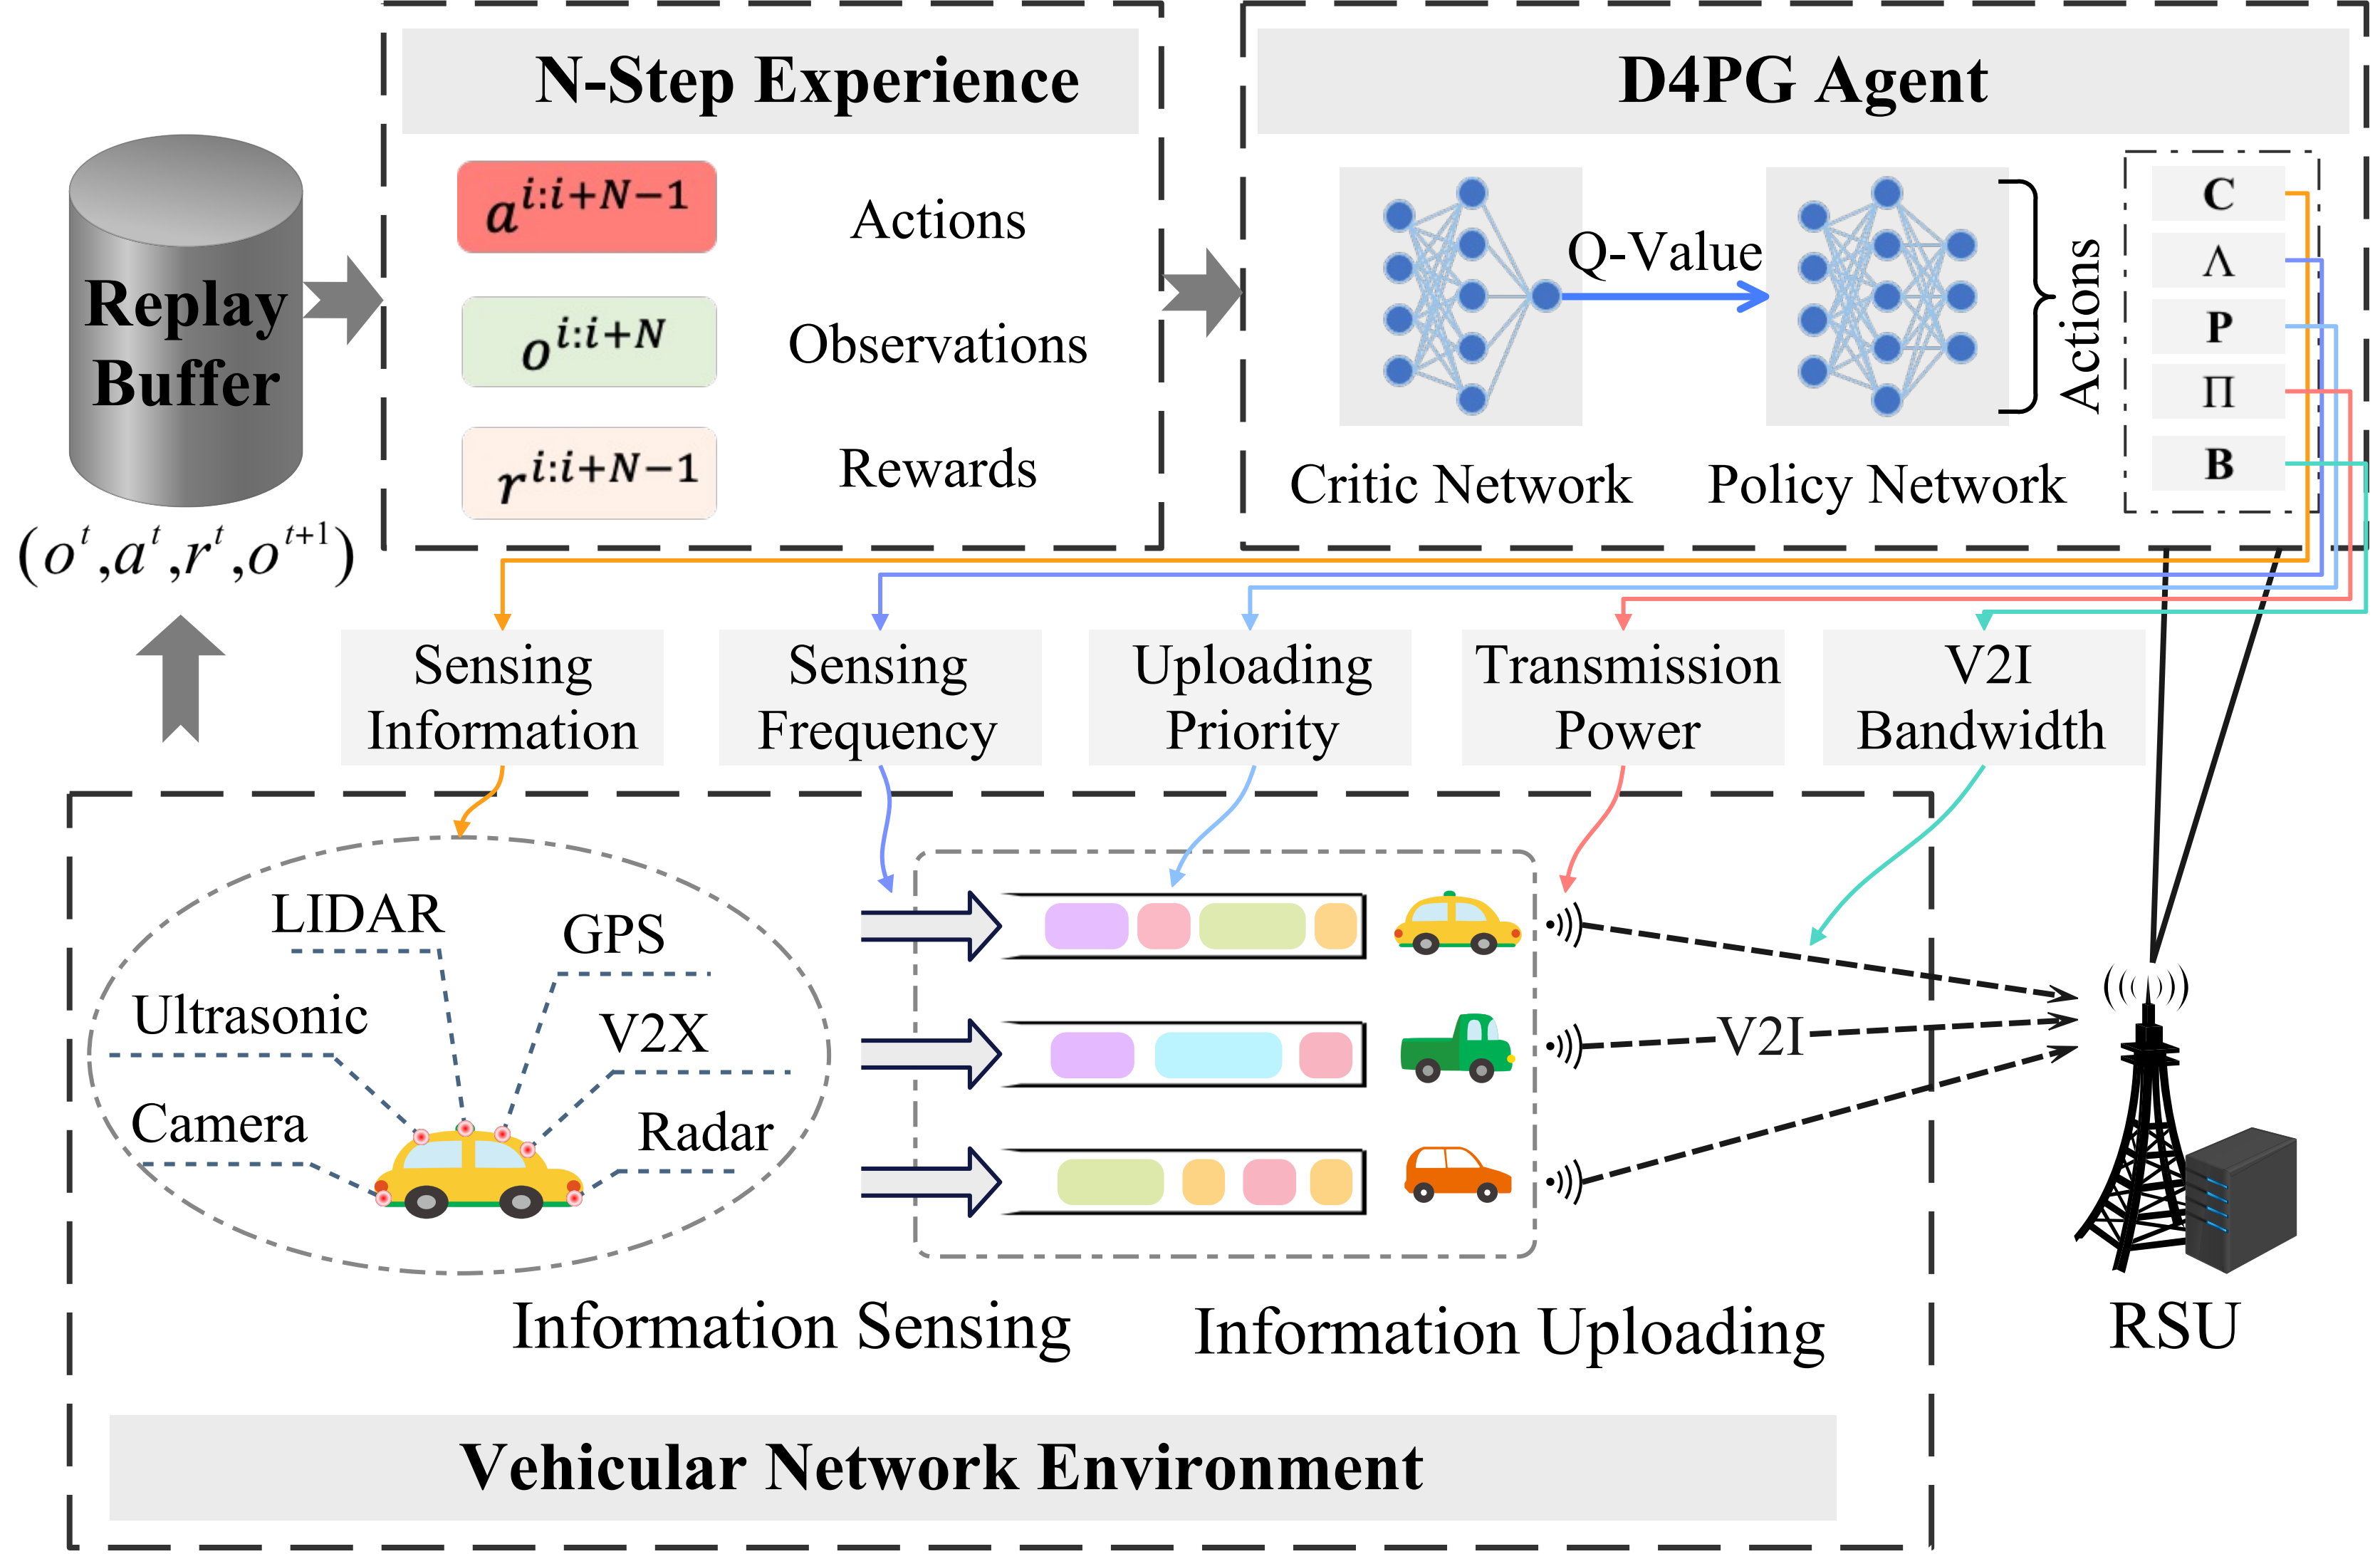 N-Step Experience
D4PG Agent
Replay
Buffer
(o^t,a^t,r^t,o^{t+1})
a^{i:i+N−1}
Actions
o^{i:i+N}
Observations
r^{i:i+N−1}
Rewards
Q-Value
Critic Network
Policy Network
Actions
C
Λ
P
Π
B
Sensing
Information
Sensing
Frequency
Uploading
Priority
Transmission
Power
V2I
Bandwidth
LIDAR
GPS
Ultrasonic
V2X
Camera
Radar
V2I
Information Sensing
Information Uploading
RSU
Vehicular Network Environment